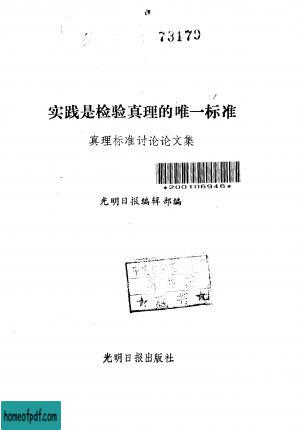 73179
实践是检验真理的唯一标准
真理标准讨论论文集
*200106946*
光明日报编辑部编
光明日报出版社
homeofpdf.com